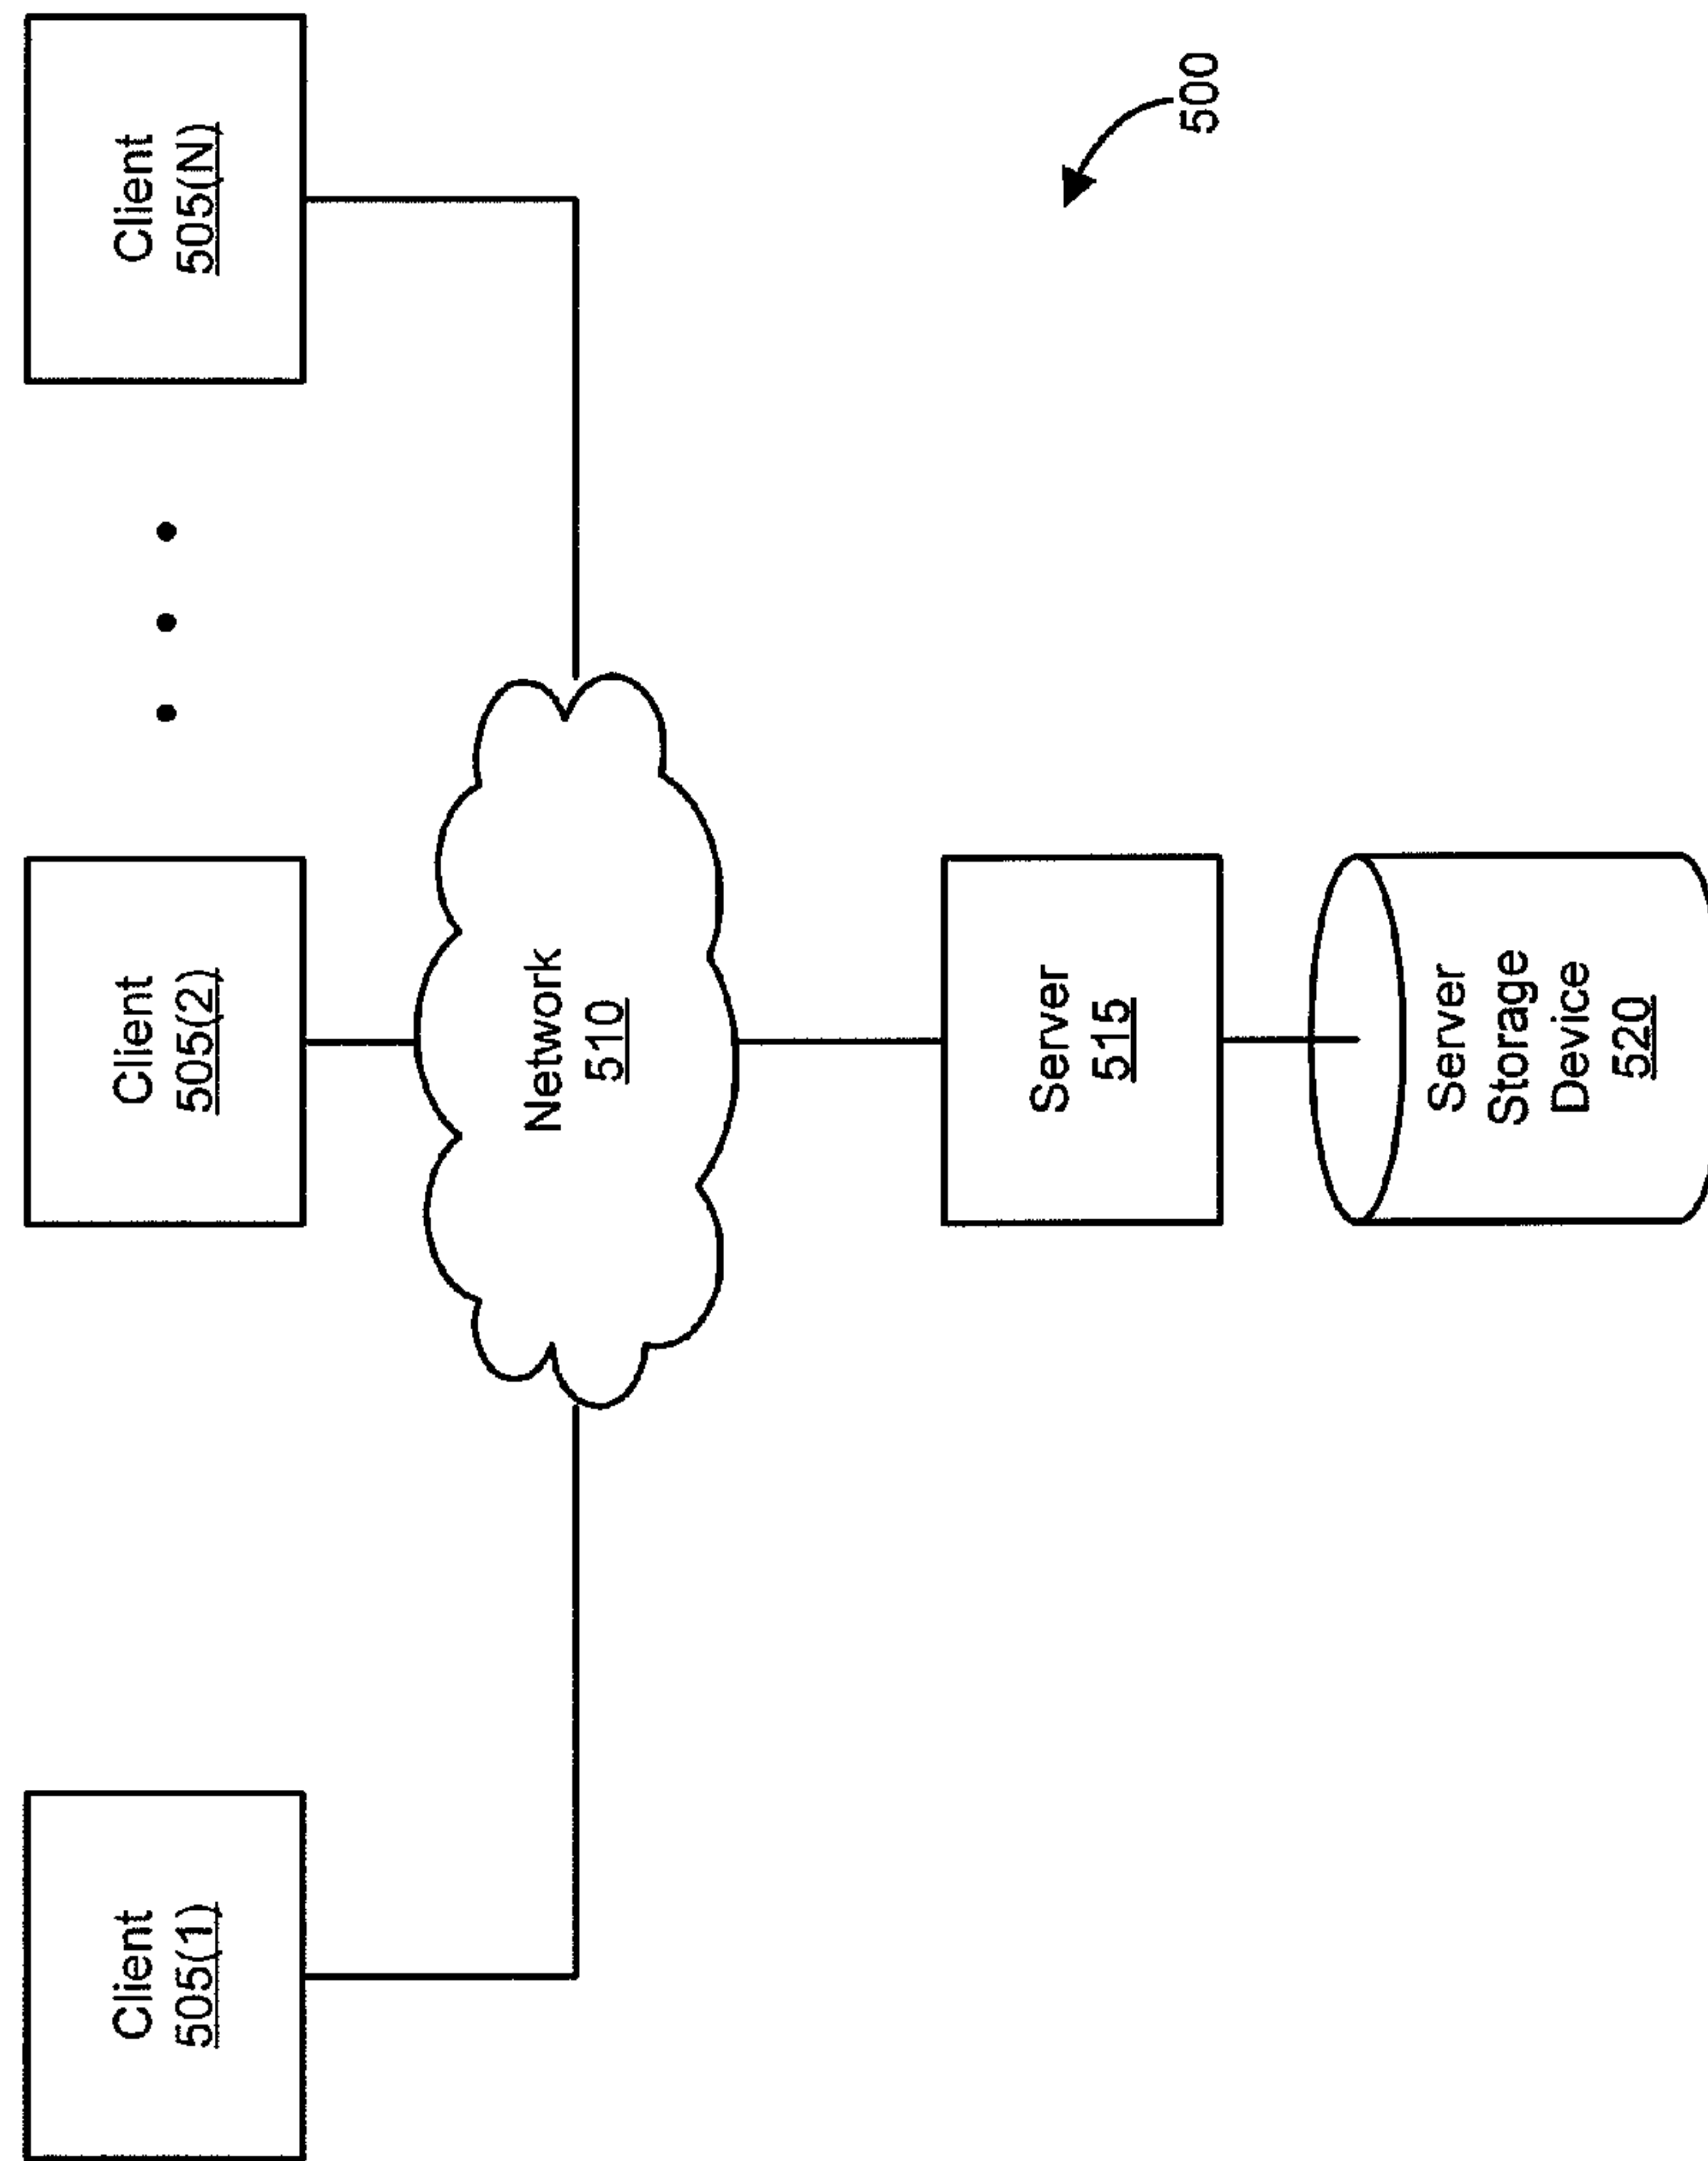 Client
505(1)
Client
505(2)
Client
505(N)
Network
510
Server
515
Server
Storage
Device
520
500